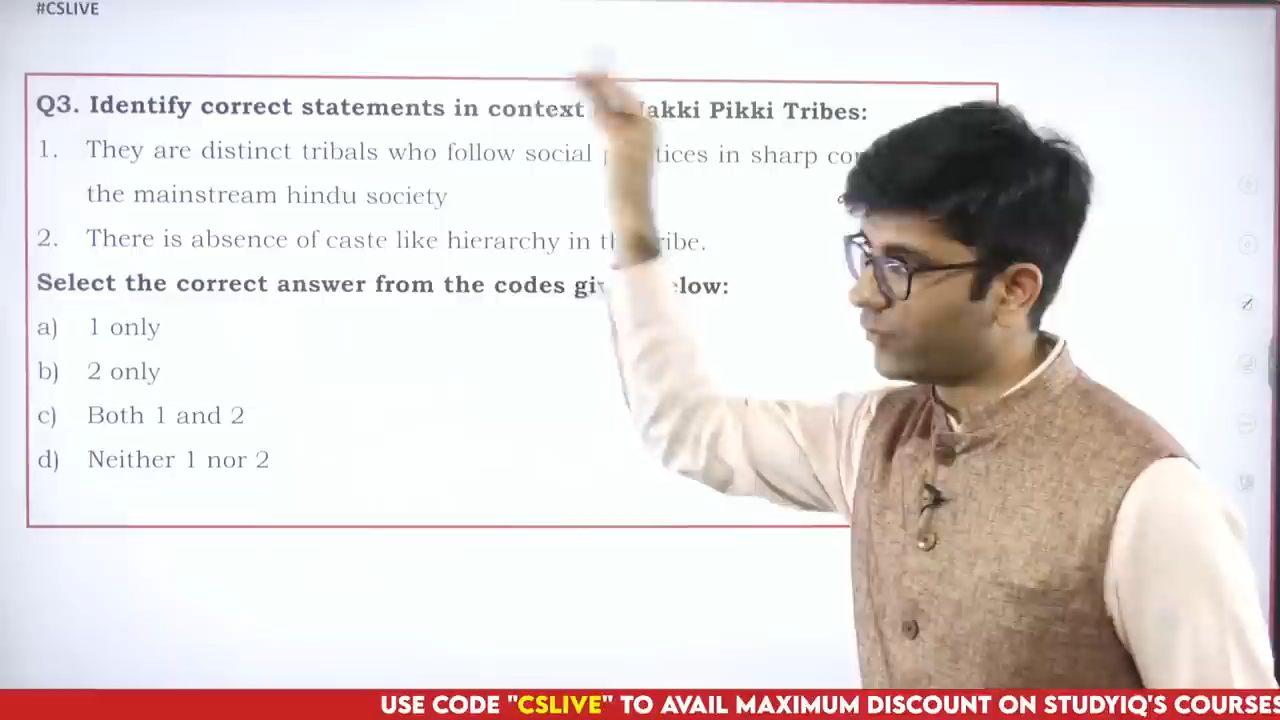 #CSLIVE
Q3. Identify correct statements in context akki Pikki Tribes:
1. They are distinct tribals who follow social tices in sharp
the mainstream hindu society
2. There is absence of caste like hierarchy in ribe.
Select the correct answer from the codes low:
a) 1 only
b) 2 only
c) Both 1 and 2
d) Neither 1 nor 2
USE CODE "CSLIVE" TO AVAIL MAXIMUM DISCOUNT ON STUDYIQ'S COURSES